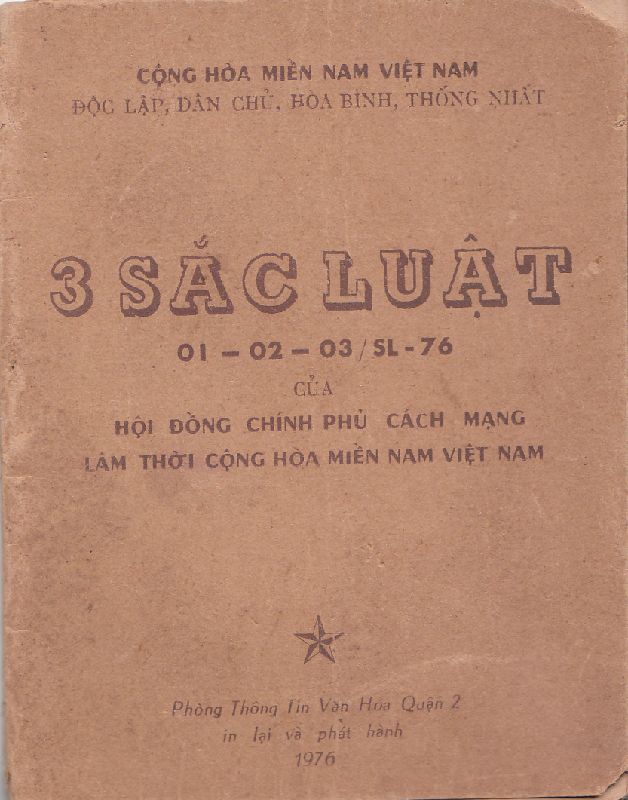 CỘNG HÒA MIỀN NAM VIỆT NAM
ĐỘC LẬP, DÂN CHỦ, HÒA BÌNH, THỐNG NHẤT
3 SẮC LUẬT
01 – 02 – 03 / SL - 76
CỦA
HỘI ĐỒNG CHÍNH PHỦ CÁCH MẠNG
LÂM THỜI CỘNG HÒA MIỀN NAM VIỆT NAM
Phòng Thông Tin Văn Hóa Quận 2
in lại và phát hành
1976